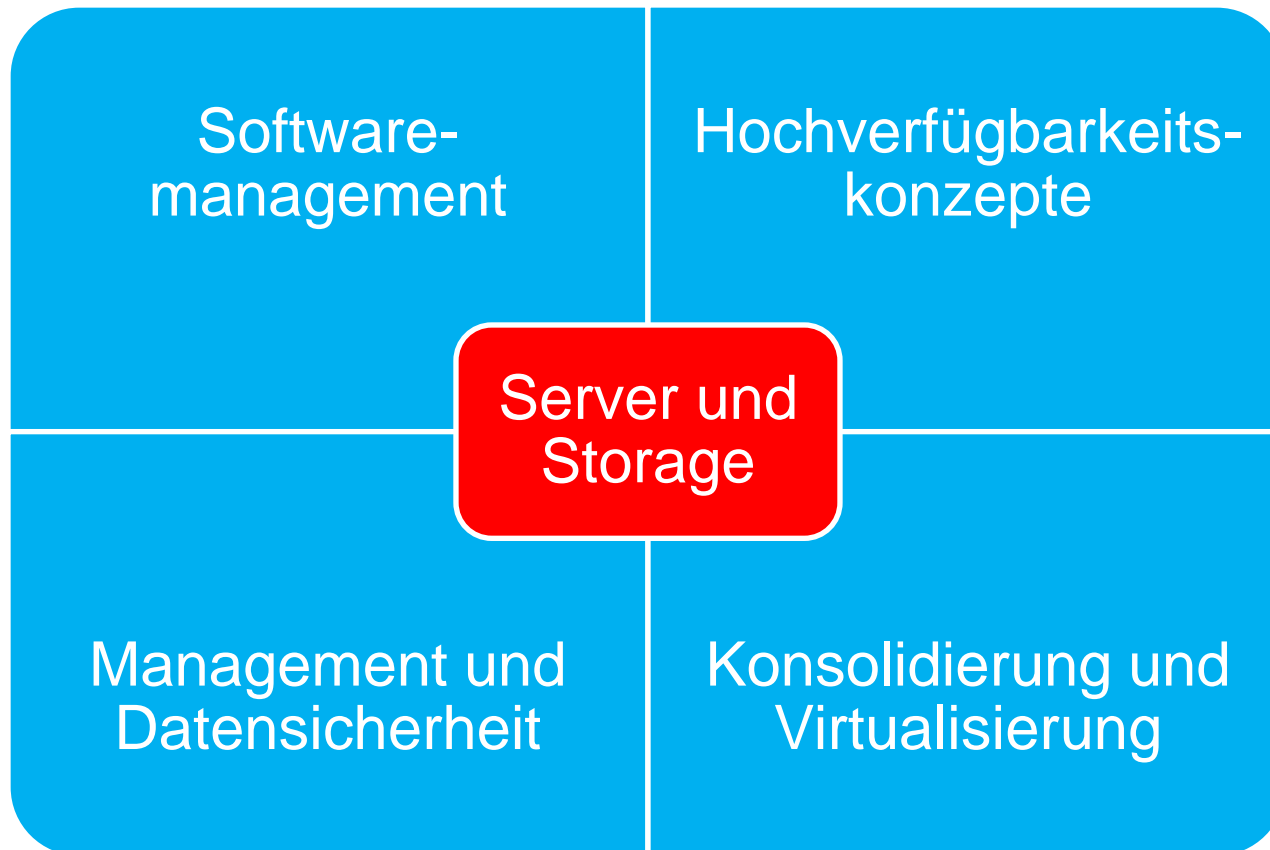 Software-
management
Hochverfügbarkeits-
konzepte
Server und
Storage
Management und
Datensicherheit
Konsolidierung und
Virtualisierung